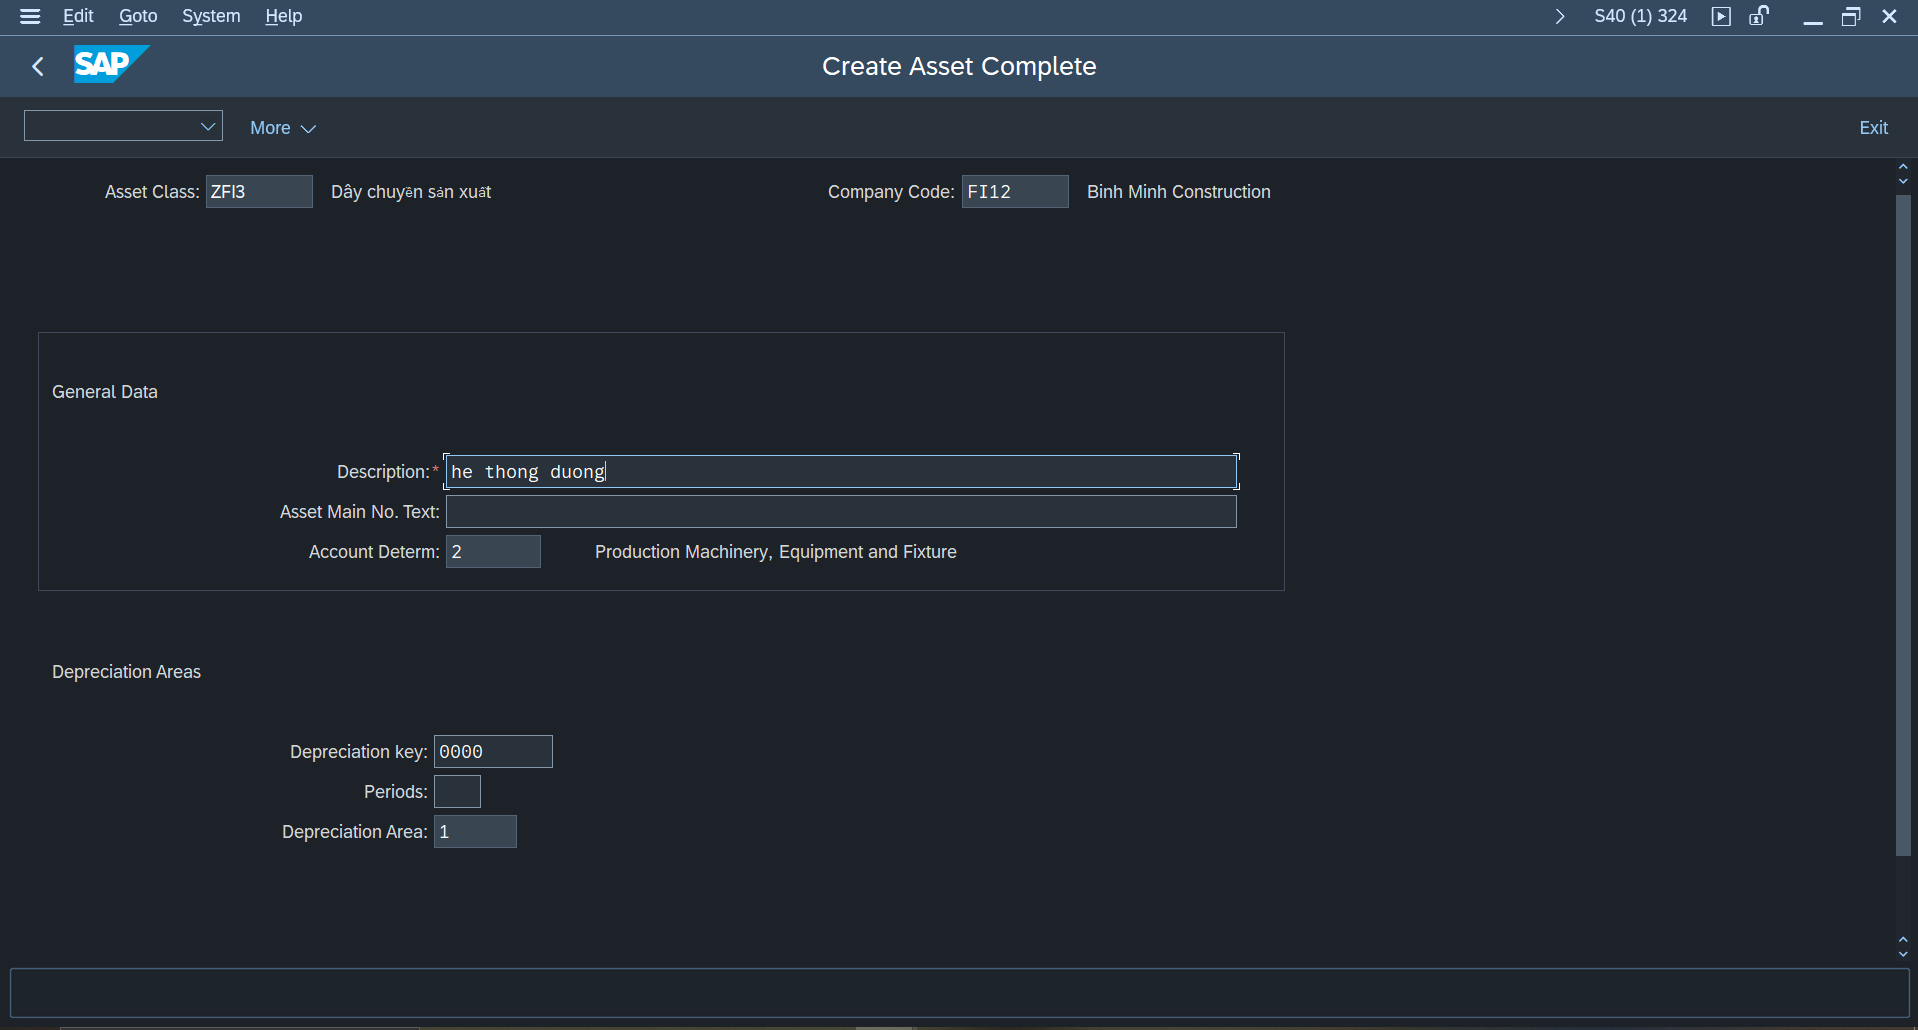 Edit Goto System Help S40 (1) 324
SAP Create Asset Complete
More Exit
Asset Class: ZFI3 Dây chuyền sản xuất Company Code: FI12 Binh Minh Construction
General Data
Description:* he thong duong
Asset Main No. Text:
Account Determ: 2 Production Machinery, Equipment and Fixture
Depreciation Areas
Depreciation key: 0000
Periods:
Depreciation Area: 1